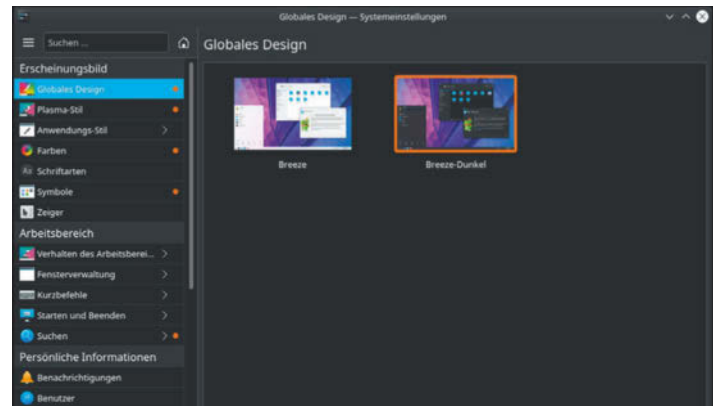 Globales Design — Systemeinstellungen
Suchen ...
Globales Design
Erscheinungsbild
Globales Design
Plasma-Stil
Anwendungs-Stil
Farben
Schriftarten
Symbole
Zeiger
Arbeitsbereich
Verhalten des Arbeitsberei...
Fensterverwaltung
Kurzbefehle
Starten und Beenden
Suchen
Persönliche Informationen
Benachrichtigungen
Benutzer
Breeze
Breeze-Dunkel